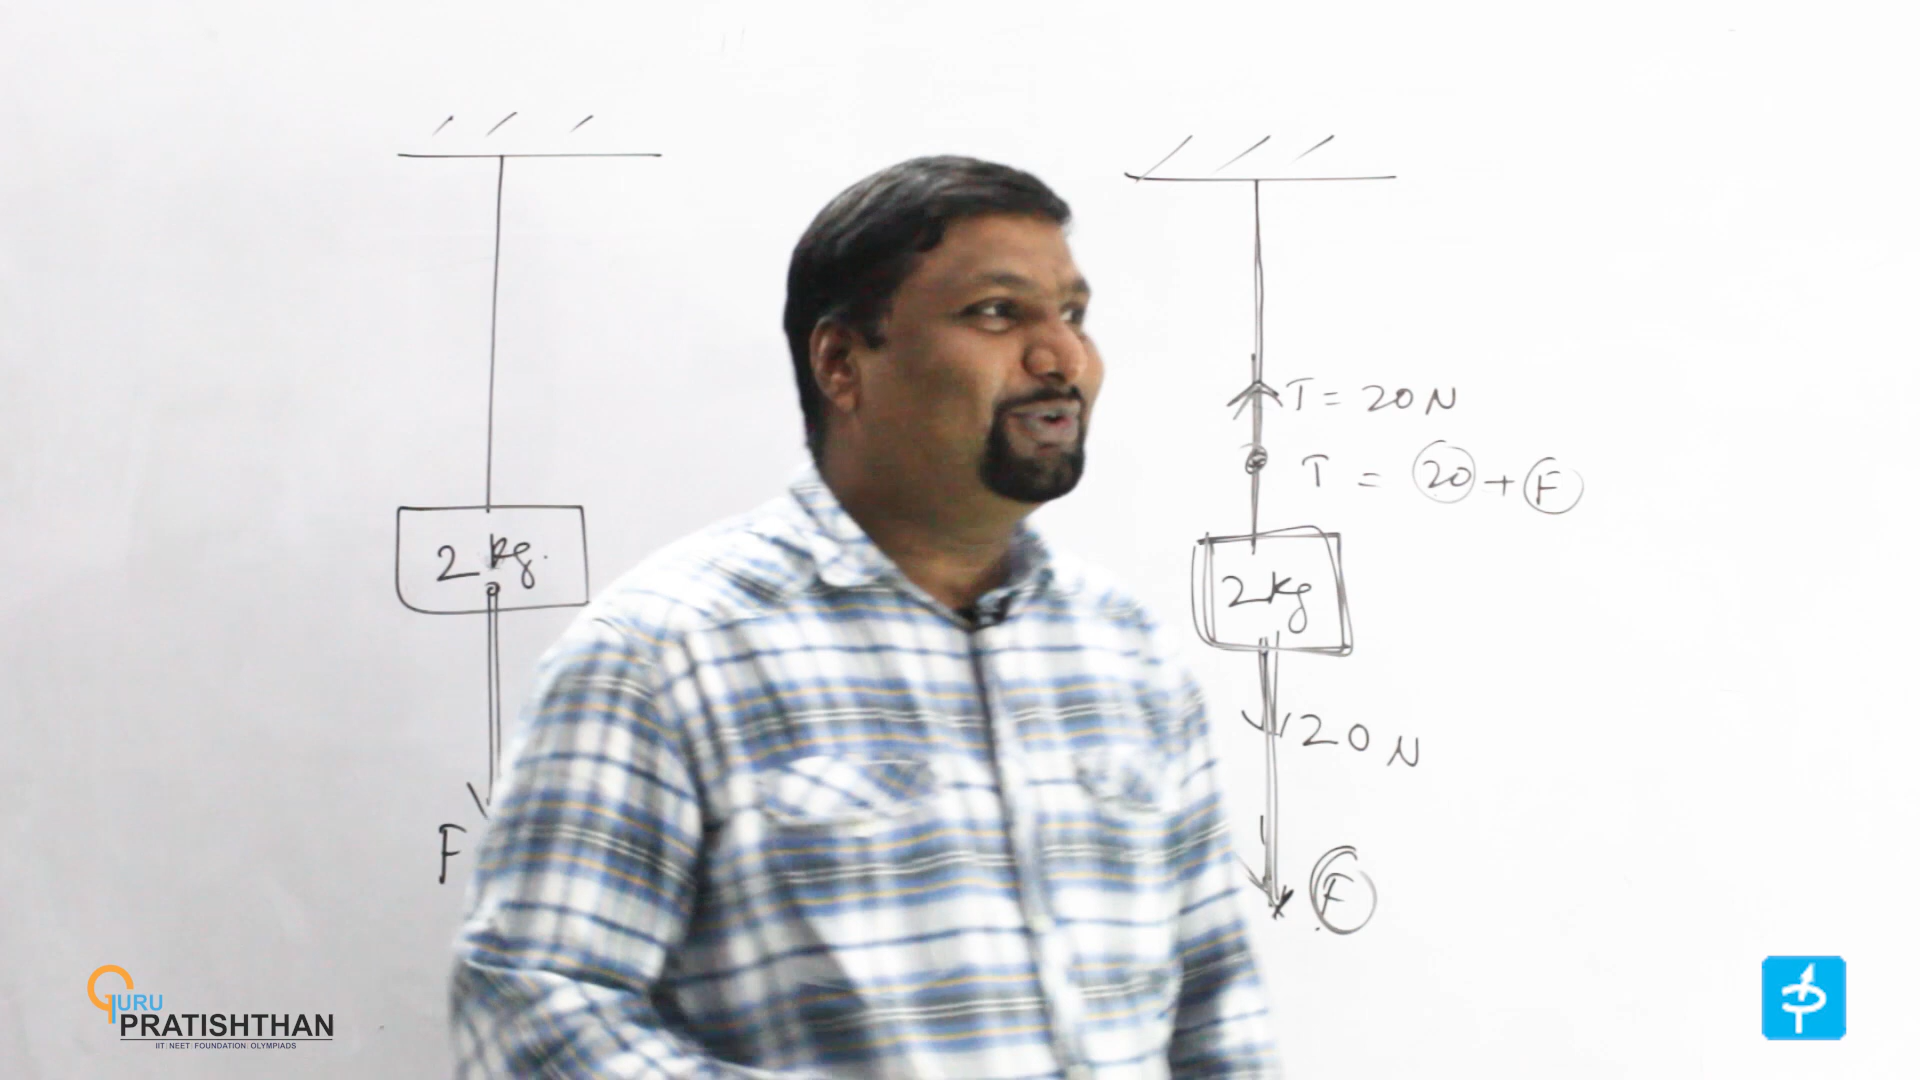 2 kg.
F
T = 20 N
T = 20 + F
2 kg
20 N
F
GURU
PRATISHTHAN
IIT | NEET | FOUNDATION | OLYMPIADS